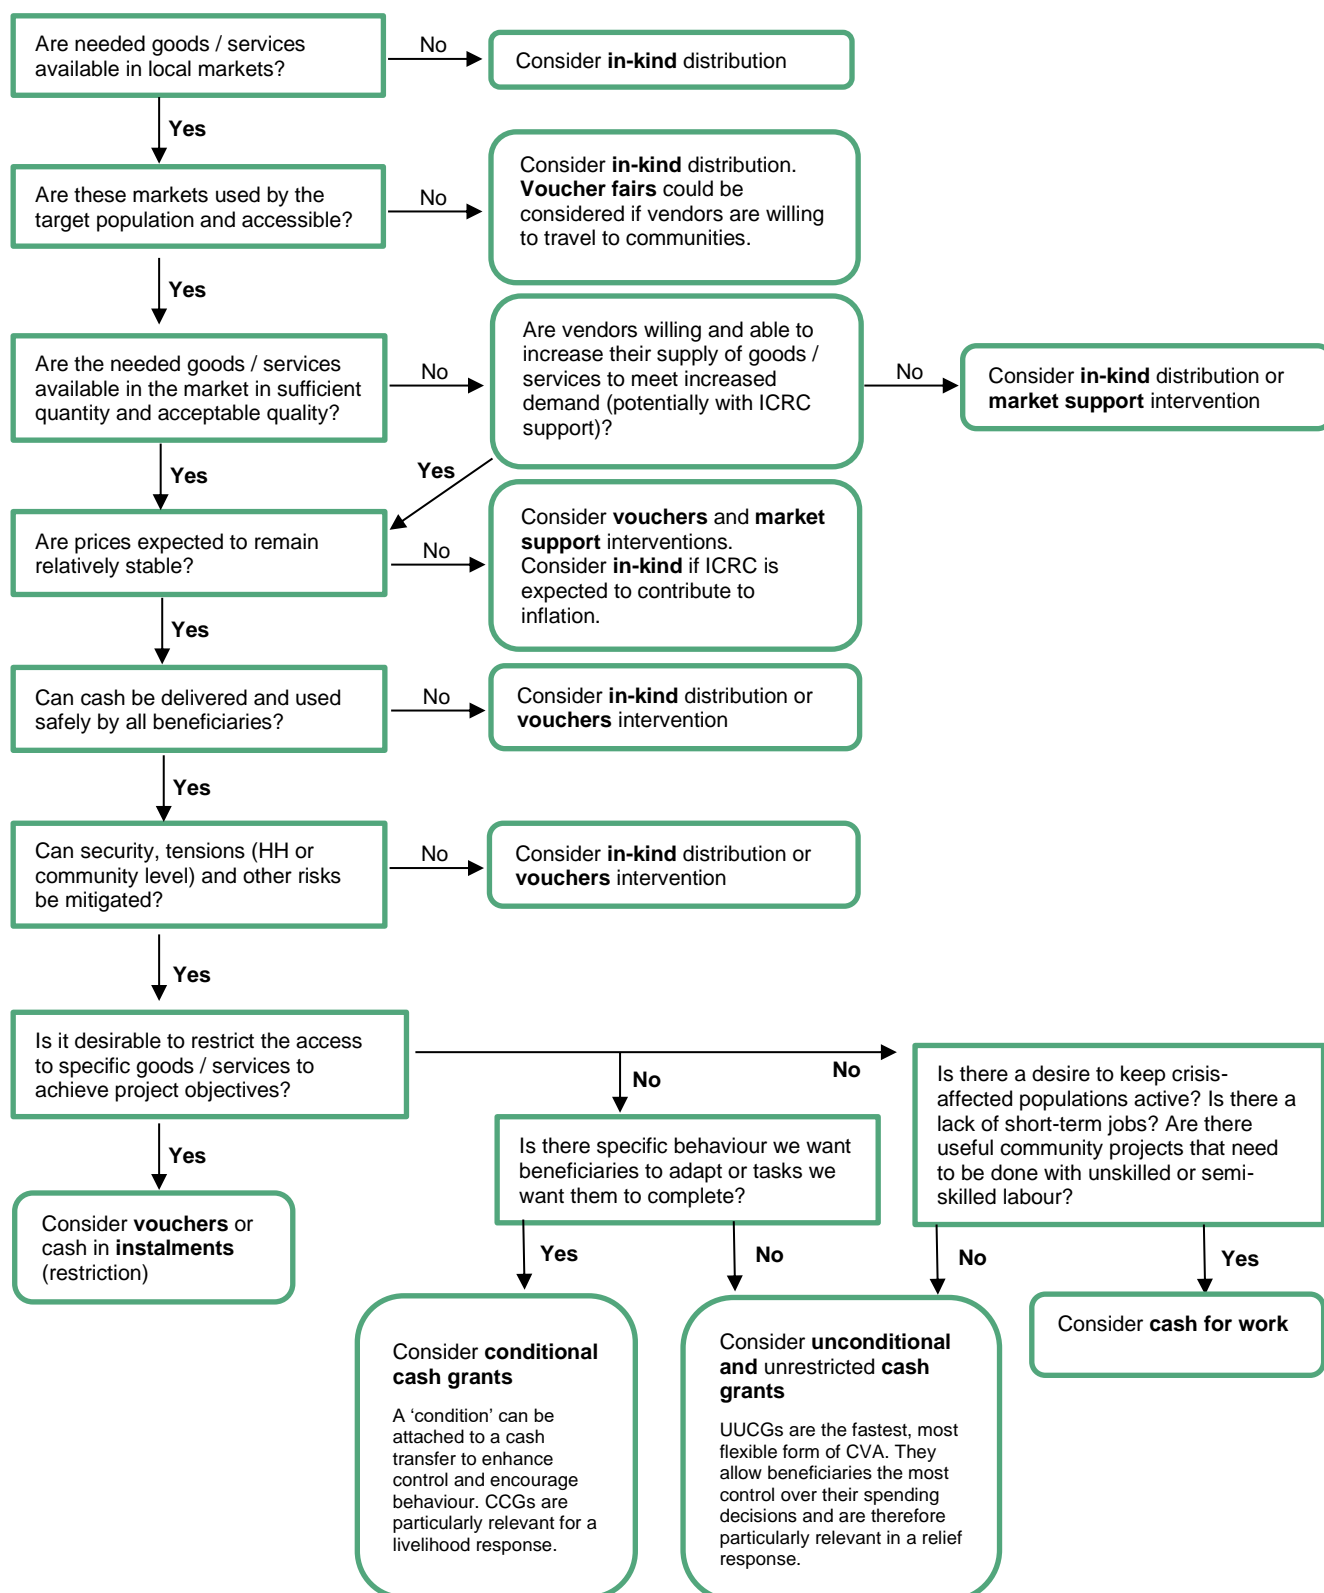 Are needed goods / services
available in local markets?
No
Consider in-kind distribution
Yes
Are these markets used by the
target population and accessible?
No
Consider in-kind distribution.
Voucher fairs could be
considered if vendors are willing
to travel to communities.
Yes
Are the needed goods / services
available in the market in sufficient
quantity and acceptable quality?
No
Are vendors willing and able to
increase their supply of goods /
services to meet increased
demand (potentially with ICRC
support)?
No
Consider in-kind distribution or
market support intervention
Yes
Yes
Are prices expected to remain
relatively stable?
No
Consider vouchers and market
support interventions.
Consider in-kind if ICRC is
expected to contribute to
inflation.
Yes
Can cash be delivered and used
safely by all beneficiaries?
No
Consider in-kind distribution or
vouchers intervention
Yes
Can security, tensions (HH or
community level) and other risks
be mitigated?
No
Consider in-kind distribution or
vouchers intervention
Yes
Is it desirable to restrict the access
to specific goods / services to
achieve project objectives?
No
No
Yes
Consider vouchers or
cash in instalments
(restriction)
Is there specific behaviour we want
beneficiaries to adapt or tasks we
want them to complete?
Is there a desire to keep crisis-
affected populations active? Is there a
lack of short-term jobs? Are there
useful community projects that need
to be done with unskilled or semi-
skilled labour?
Yes
No
No
Yes
Consider conditional
cash grants
A ‘condition’ can be
attached to a cash
transfer to enhance
control and encourage
behaviour. CCGs are
particularly relevant for a
livelihood response.
Consider unconditional
and unrestricted cash
grants
UUCGs are the fastest, most
flexible form of CVA. They
allow beneficiaries the most
control over their spending
decisions and are therefore
particularly relevant in a relief
response.
Consider cash for work